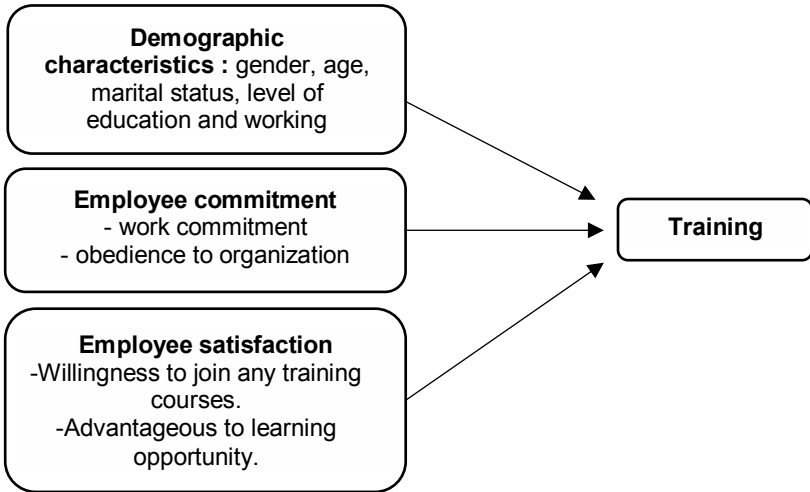 Demographic
characteristics : gender, age,
marital status, level of
education and working
Employee commitment
- work commitment
- obedience to organization
Employee satisfaction
-Willingness to join any training
courses.
-Advantageous to learning
opportunity.
Training